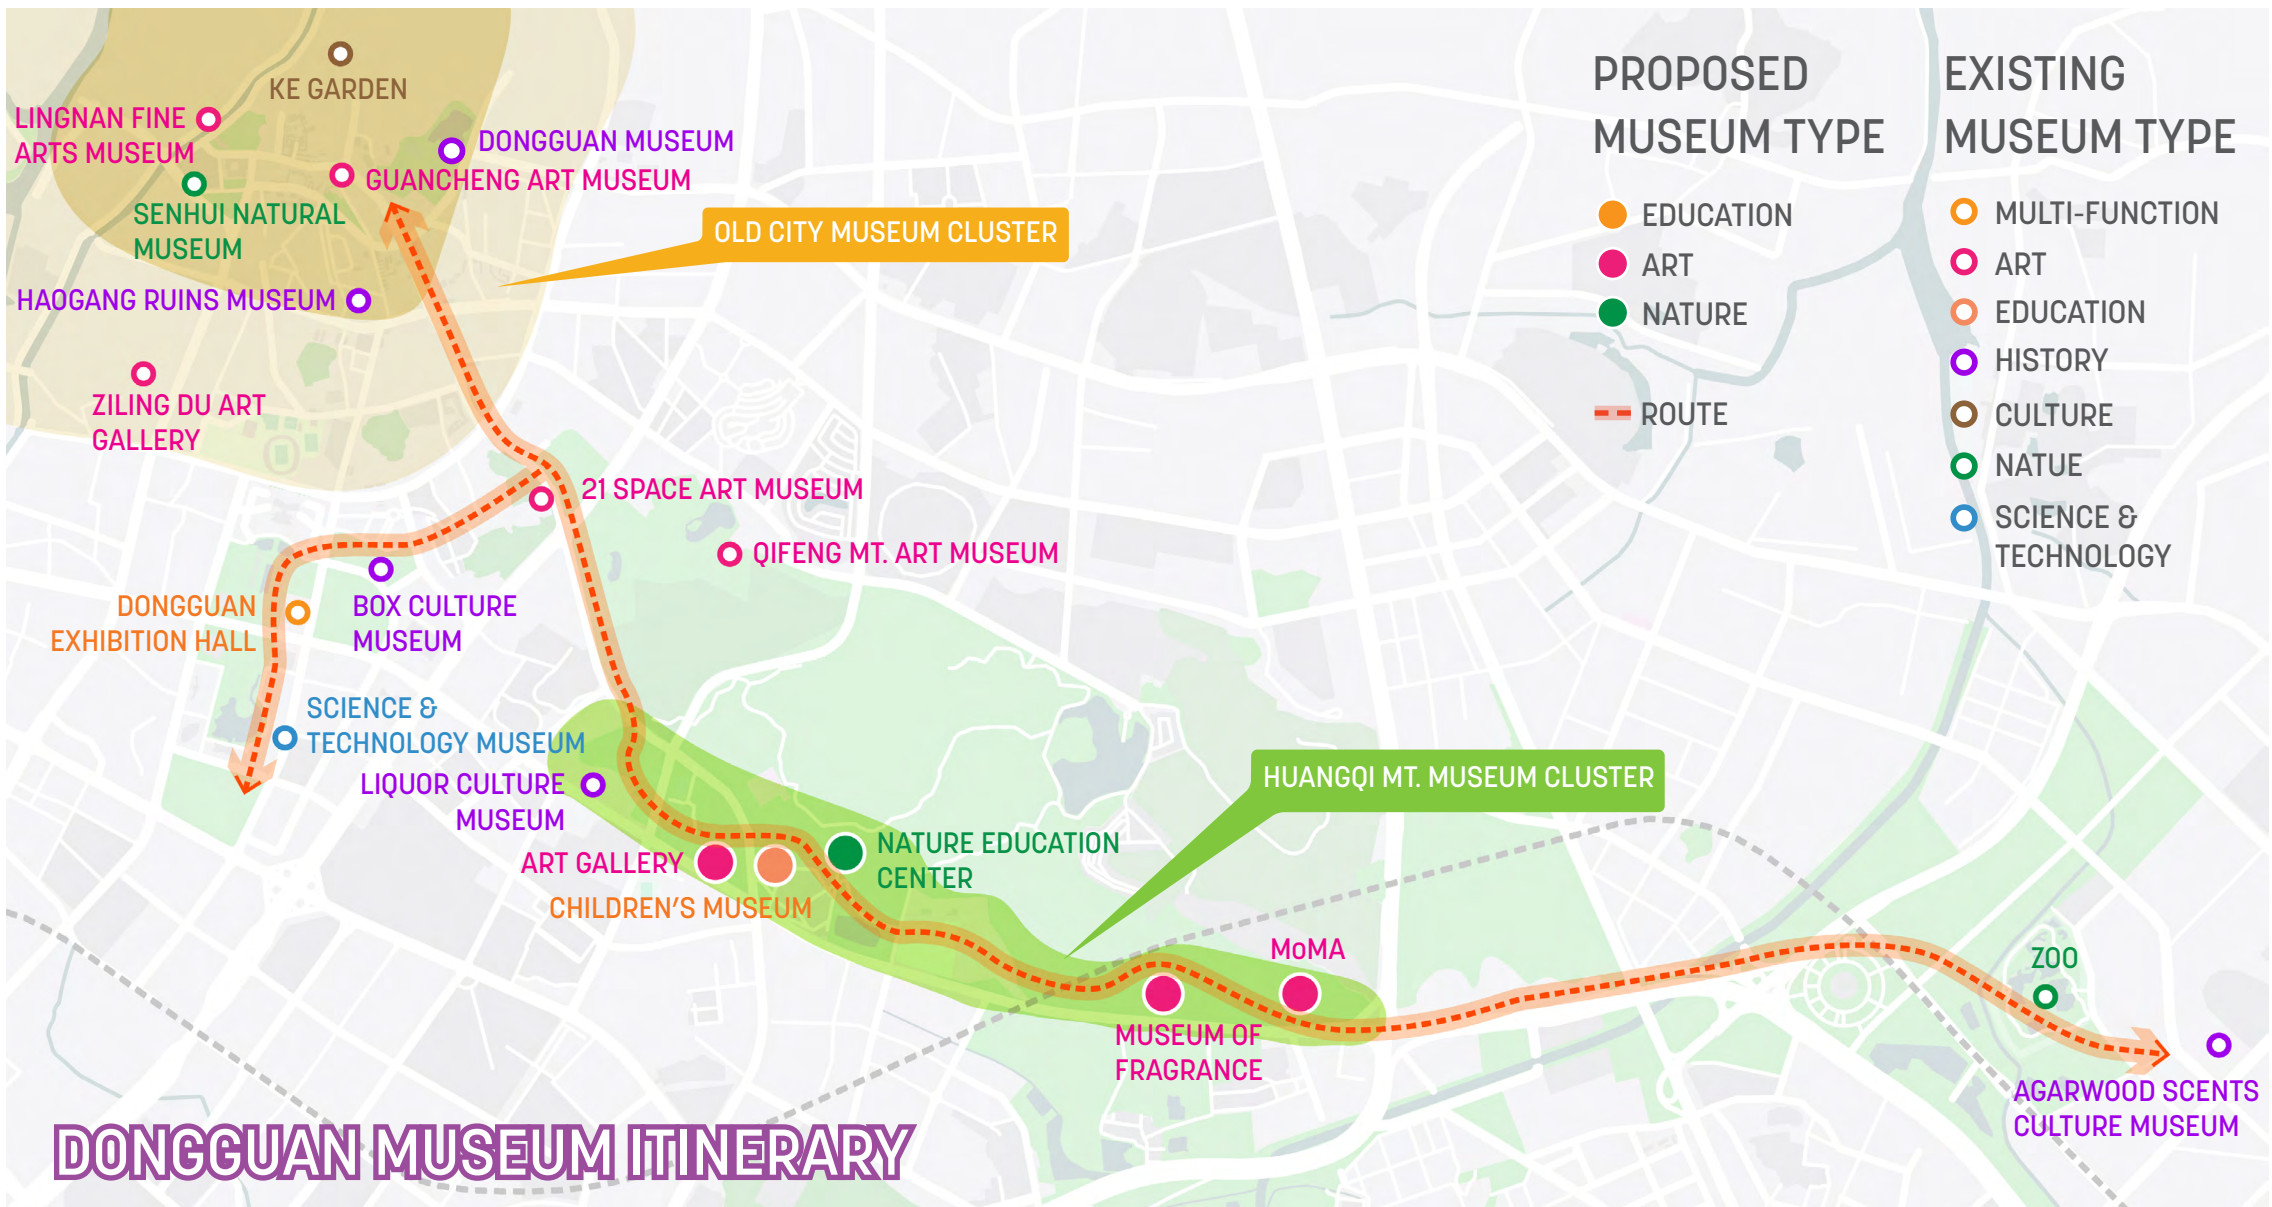 KE GARDEN
LINGNAN FINE
ARTS MUSEUM
DONGGUAN MUSEUM
GUANCHENG ART MUSEUM
SENHUI NATURAL
MUSEUM
OLD CITY MUSEUM CLUSTER
HAOGANG RUINS MUSEUM
ZILING DU ART
GALLERY
21 SPACE ART MUSEUM
QIFENG MT. ART MUSEUM
DONGGUAN
EXHIBITION HALL
BOX CULTURE
MUSEUM
SCIENCE &
TECHNOLOGY MUSEUM
LIQUOR CULTURE
MUSEUM
HUANGQI MT. MUSEUM CLUSTER
ART GALLERY
NATURE EDUCATION
CENTER
CHILDREN'S MUSEUM
MoMA
MUSEUM OF
FRAGRANCE
ZOO
AGARWOOD SCENTS
CULTURE MUSEUM
PROPOSED
MUSEUM TYPE
EDUCATION
ART
NATURE
ROUTE
EXISTING
MUSEUM TYPE
MULTI-FUNCTION
ART
EDUCATION
HISTORY
CULTURE
NATUE
SCIENCE &
TECHNOLOGY
DONGGUAN MUSEUM ITINERARY